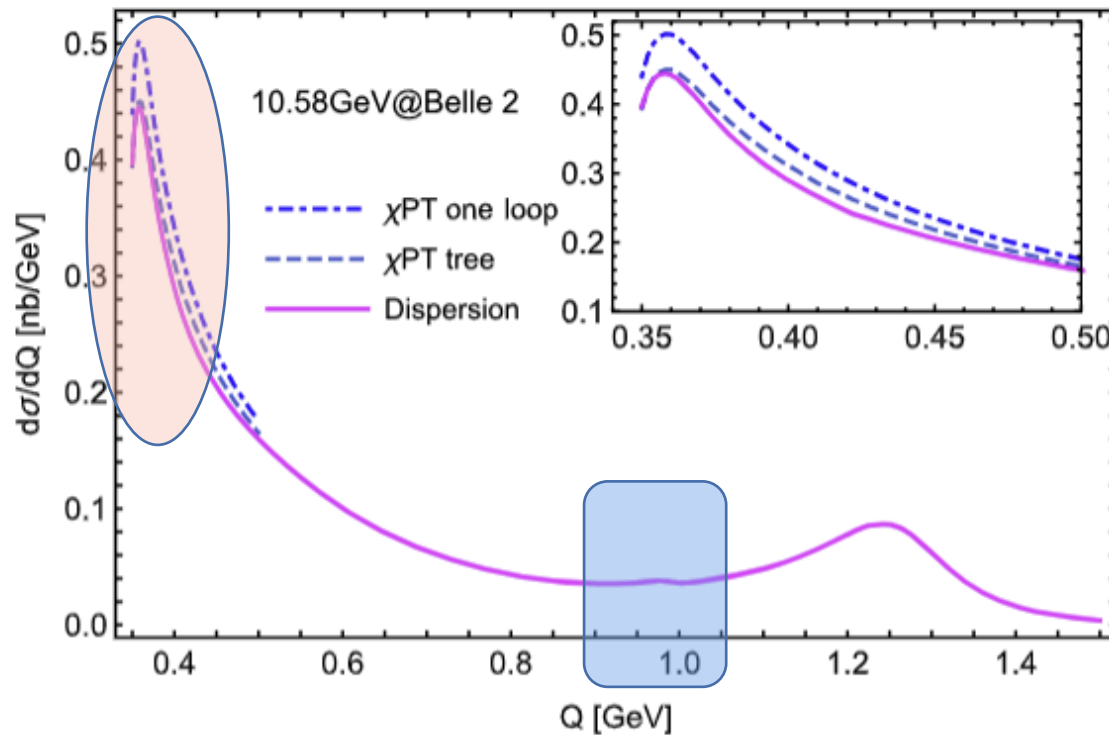 0.5
0.4
0.3
0.2
0.1
0.0
dσ/dQ [nb/GeV]
10.58GeV@Belle 2
χPT one loop
χPT tree
Dispersion
0.5
0.4
0.3
0.2
0.1
0.35 0.40 0.45 0.50
0.4 0.6 0.8 1.0 1.2 1.4
Q [GeV]